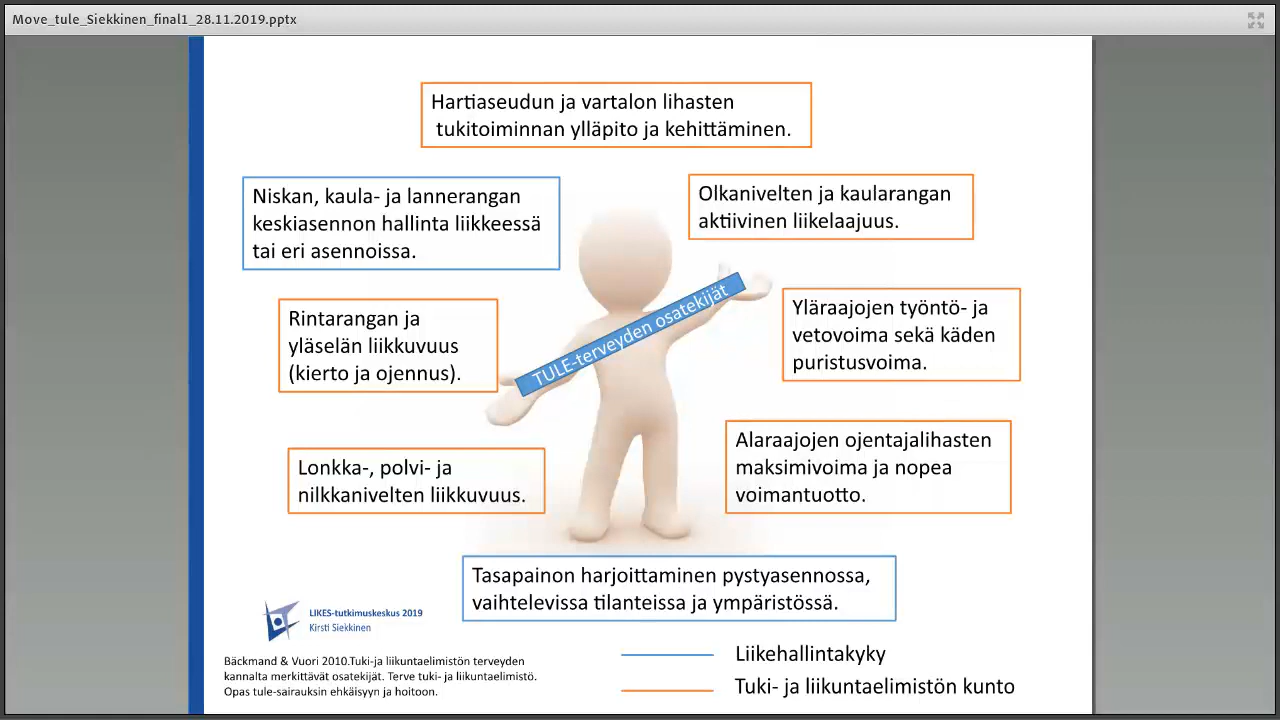 Move_tule_Siekkinen_final1_28.11.2019.pptx
Hartiaseudun ja vartalon lihasten
tukitoiminnan ylläpito ja kehittäminen.
Niskan, kaula- ja lannerangan
keskiasennon hallinta liikkeessä
tai eri asennoissa.
Olkanivelten ja kaularangan
aktiivinen liikelaajuus.
Rintarangan ja
yläselän liikkuvuus
(kierto ja ojennus).
TULE-terveyden osatekijät
Yläraajojen työntö- ja
vetovoima sekä käden
puristusvoima.
Lonkka-, polvi- ja
nilkkanivelten liikkuvuus.
Alaraajojen ojentajalihasten
maksimivoima ja nopea
voimantuotto.
Tasapainon harjoittaminen pystyasennossa,
vaihtelevissa tilanteissa ja ympäristössä.
LIKES-tutkimuskeskus 2019
Kirsti Siekkinen
Bäckmand & Vuori 2010.Tuki-ja liikuntaelimistön terveyden
kannalta merkittävät osatekijät. Terve tuki- ja liikuntaelimistö.
Opas tule-sairauksin ehkäisyyn ja hoitoon.
Liikehallintakyky
Tuki- ja liikuntaelimistön kunto